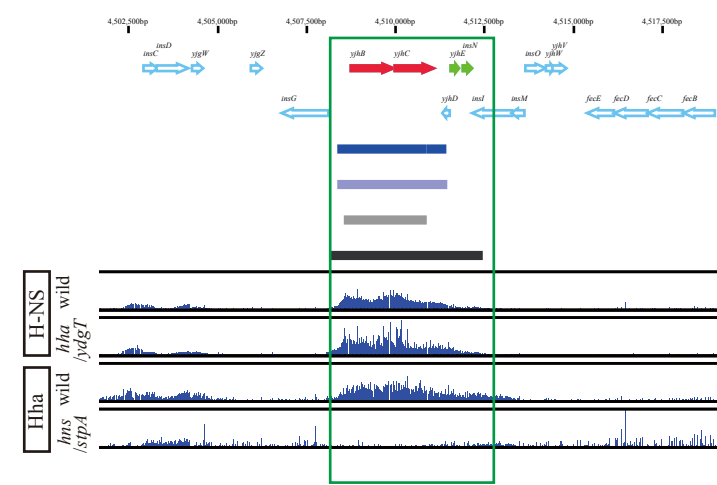 4,502,500bp 4,505,000bp 4,507,500bp 4,510,000bp 4,512,500bp 4,515,000bp 4,517,500bp
insD insN yjhV
insC yjgW yjgZ yjhB yjhC yjhE insO yjhW
insG yjhD insI insM fecE fecD fecC fecB
H-NS
wild
hha
/ydgT
Hha
wild
hns
/stpA